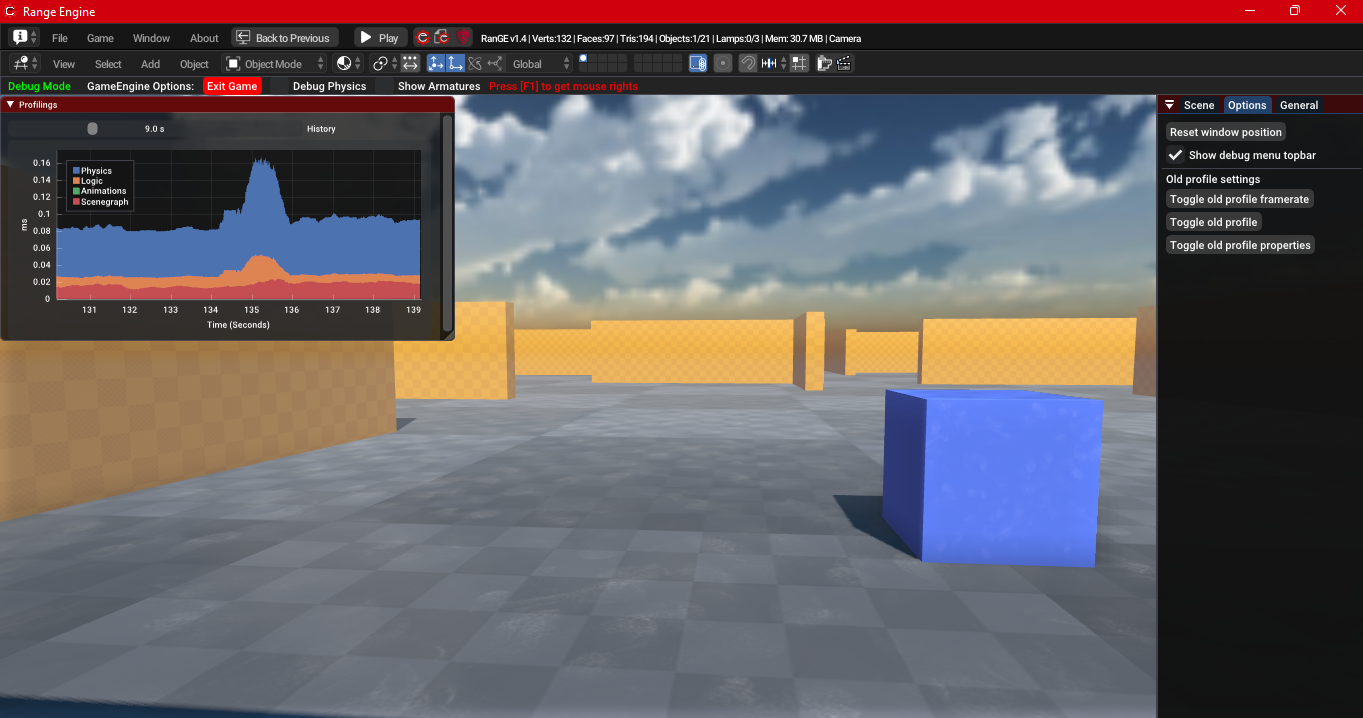 Range Engine
File Game Window About Back to Previous Play RanGE v1.4 | Verts:132 | Faces:97 | Tris:194 | Objects:1/21 | Lamps:0/3 | Mem: 30.7 MB | Camera
View Select Add Object Object Mode Global
Debug Mode GameEngine Options: Exit Game Debug Physics Show Armatures Press [F1] to get mouse rights
Profilings
9.0 s History
0.16
0.14
0.12
0.1
0.08
0.06
0.04
0.02
0
ms
Physics
Logic
Animations
Scenegraph
131 132 133 134 135 136 137 138 139
Time (Seconds)
Scene Options General
Reset window position
Show debug menu topbar
Old profile settings
Toggle old profile framerate
Toggle old profile
Toggle old profile properties